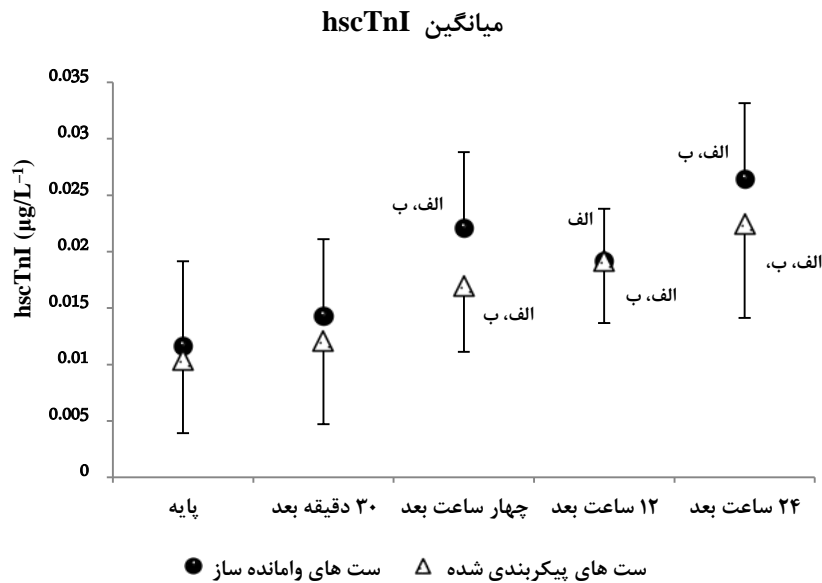 میانگین hscTnI
0.035
0.03
0.025
0.02
0.015
0.01
0.005
0
hscTnI (µg/L⁻¹)
الف، ب
الف، ب
الف
الف، ب
الف، ب
الف، ب،
پایه
۳۰ دقیقه بعد
چهار ساعت بعد
۱۲ ساعت بعد
۲۴ ساعت بعد
ست های وامانده ساز
ست های پیکربندی شده